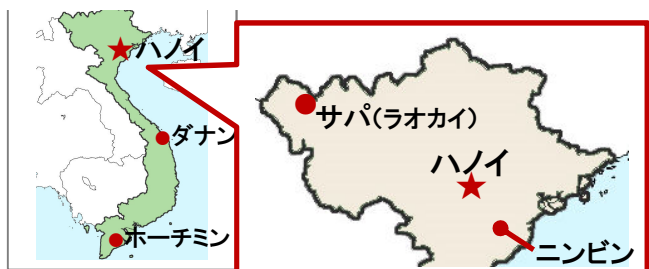 ハノイ
ダナン
ホーチミン
サパ(ラオカイ)
ハノイ
ニンビン